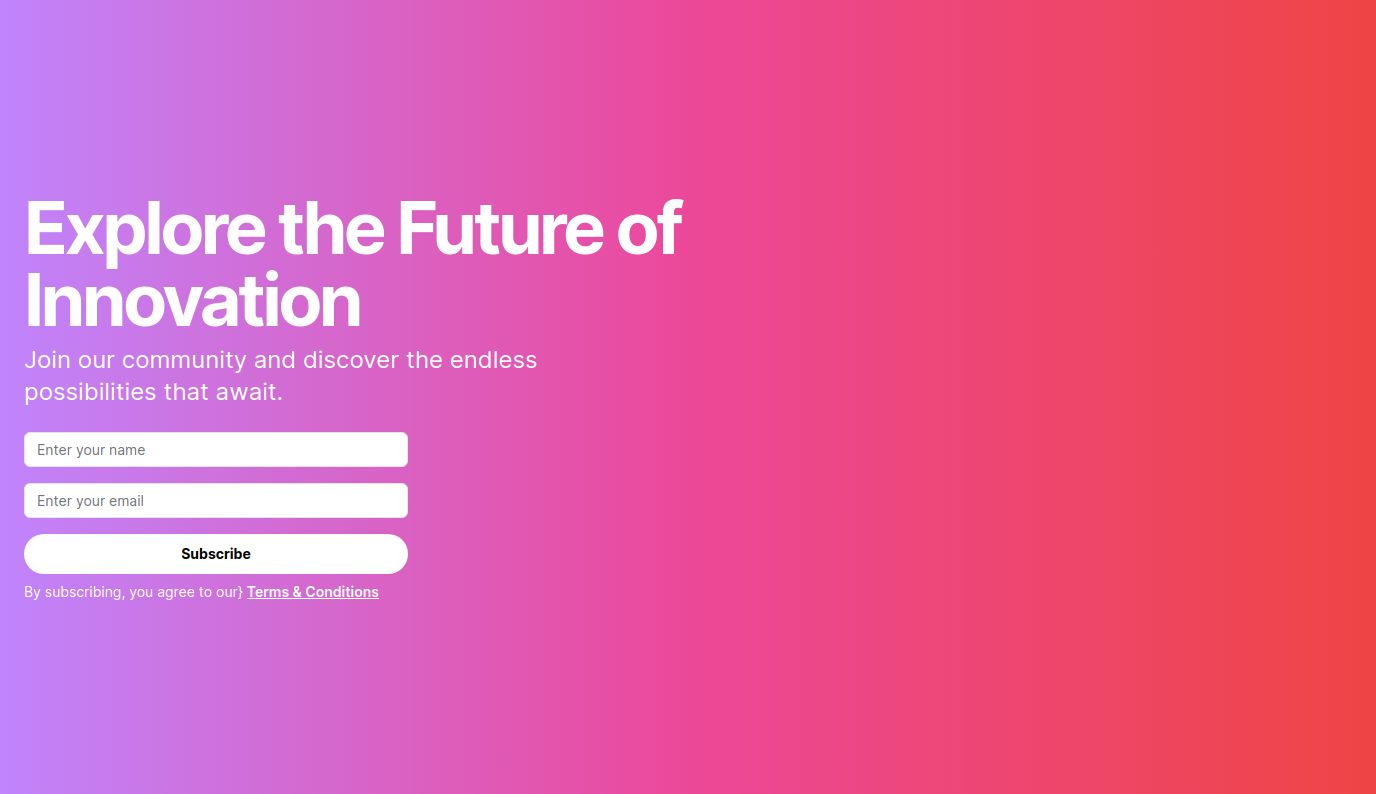 Explore the Future of
Innovation
Join our community and discover the endless
possibilities that await.
Enter your name
Enter your email
Subscribe
By subscribing, you agree to our} Terms & Conditions